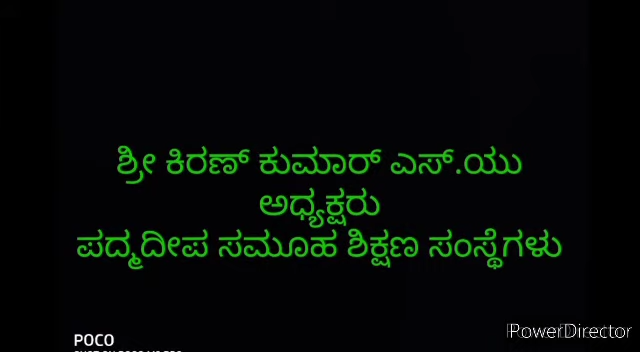 ಶ್ರೀ ಕಿರಣ್ ಕುಮಾರ್ ಎಸ್.ಯು
ಅಧ್ಯಕ್ಷರು
ಪದ್ಮದೀಪ ಸಮೂಹ ಶಿಕ್ಷಣ ಸಂಸ್ಥೆಗಳು
POCO
PowerDirector